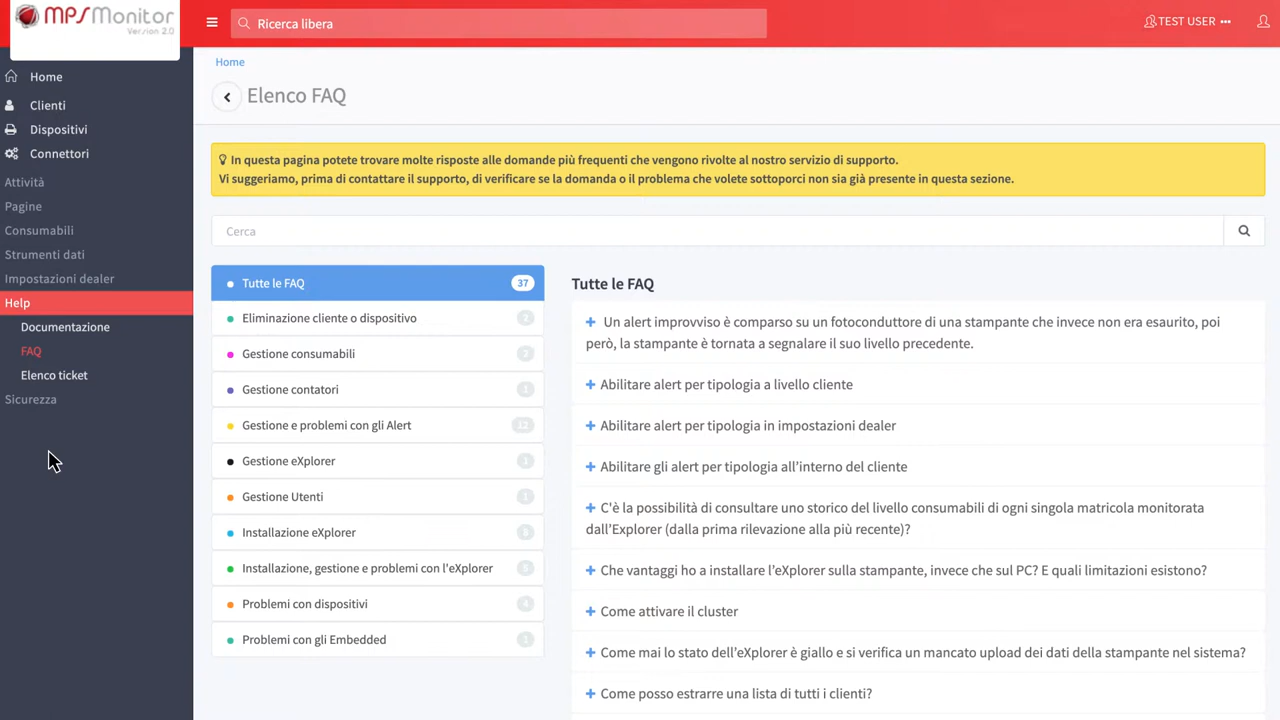 MPSMonitor
Version 2.0
Ricerca libera
TEST USER
Home
Clienti
Dispositivi
Connettori
Attività
Pagine
Consumabili
Strumenti dati
Impostazioni dealer
Help
Documentazione
FAQ
Elenco ticket
Sicurezza
Home
Elenco FAQ
In questa pagina potete trovare molte risposte alle domande più frequenti che vengono rivolte al nostro servizio di supporto.
Vi suggeriamo, prima di contattare il supporto, di verificare se la domanda o il problema che volete sottoporci non sia già presente in questa sezione.
Cerca
Tutte le FAQ 37
Eliminazione cliente o dispositivo 2
Gestione consumabili
Gestione contatori 1
Gestione e problemi con gli Alert 12
Gestione eXplorer 1
Gestione Utenti 1
Installazione eXplorer
Installazione, gestione e problemi con l'eXplorer 5
Problemi con dispositivi 4
Problemi con gli Embedded 1
Tutte le FAQ
Un alert improvviso è comparso su un fotoconduttore di una stampante che invece non era esaurito, poi
però, la stampante è tornata a segnalare il suo livello precedente.
Abilitare alert per tipologia a livello cliente
Abilitare alert per tipologia in impostazioni dealer
Abilitare gli alert per tipologia all’interno del cliente
C'è la possibilità di consultare uno storico del livello consumabili di ogni singola matricola monitorata
dall’Explorer (dalla prima rilevazione alla più recente)?
Che vantaggi ho a installare l’eXplorer sulla stampante, invece che sul PC? E quali limitazioni esistono?
Come attivare il cluster
Come mai lo stato dell’eXplorer è giallo e si verifica un mancato upload dei dati della stampante nel sistema?
Come posso estrarre una lista di tutti i clienti?